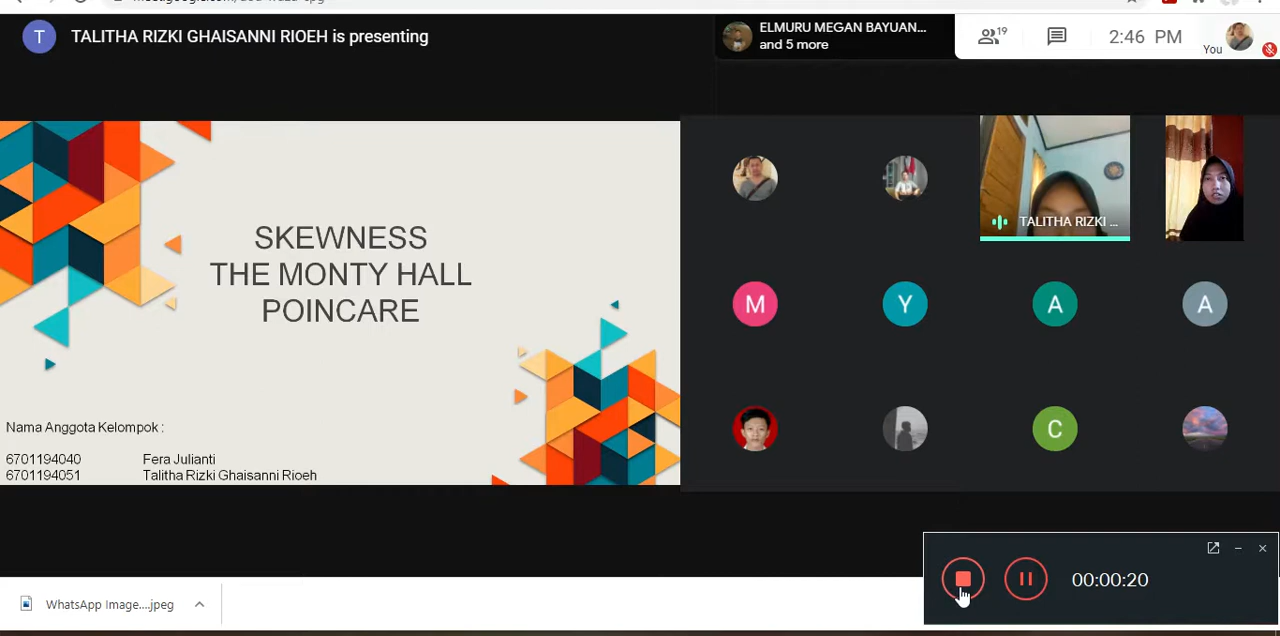 TALITHA RIZKI GHAISANNI RIOEH is presenting
ELMURU MEGAN BAYUAN...
and 5 more
19
2:46 PM
You
T
SKEWNESS
THE MONTY HALL
POINCARE
Nama Anggota Kelompok :
6701194040 Fera Julianti
6701194051 Talitha Rizki Ghaisanni Rioeh
TALITHA RIZKI ...
M
Y
A
A
C
00:00:20
WhatsApp Image....jpeg